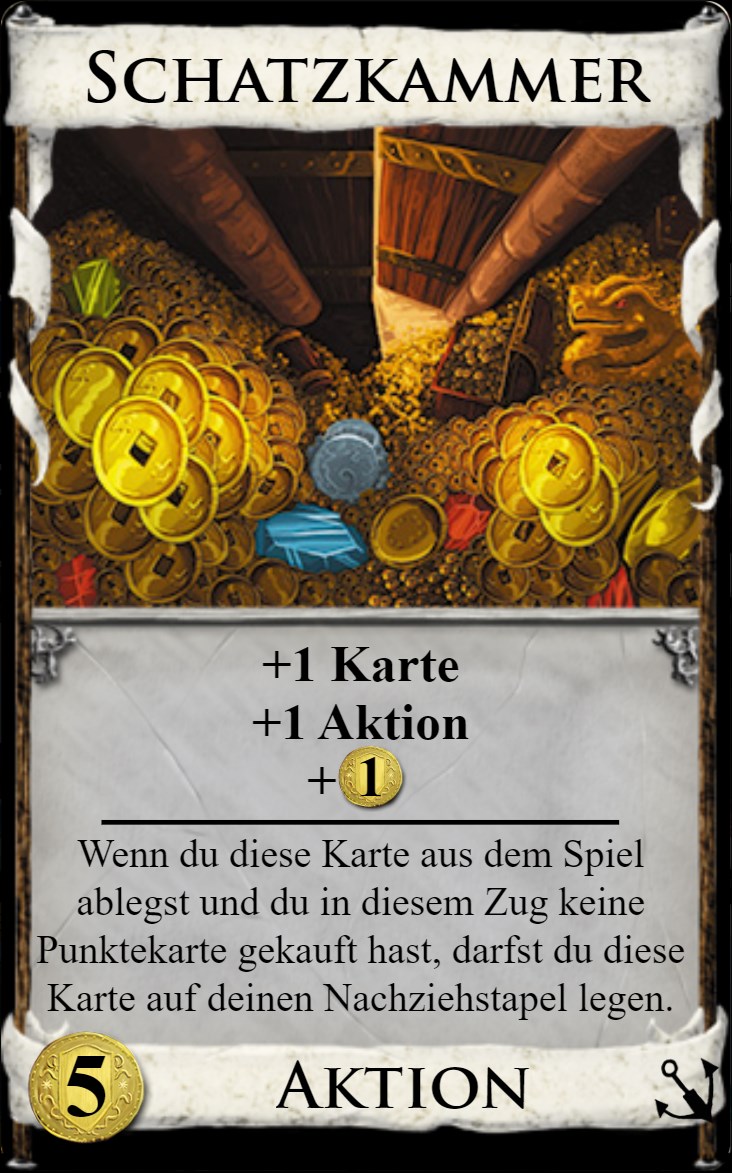 SCHATZKAMMER
+1 Karte
+1 Aktion
+1
Wenn du diese Karte aus dem Spiel
ablegst und du in diesem Zug keine
Punktekarte gekauft hast, darfst du diese
Karte auf deinen Nachziehstapel legen.
5 AKTION